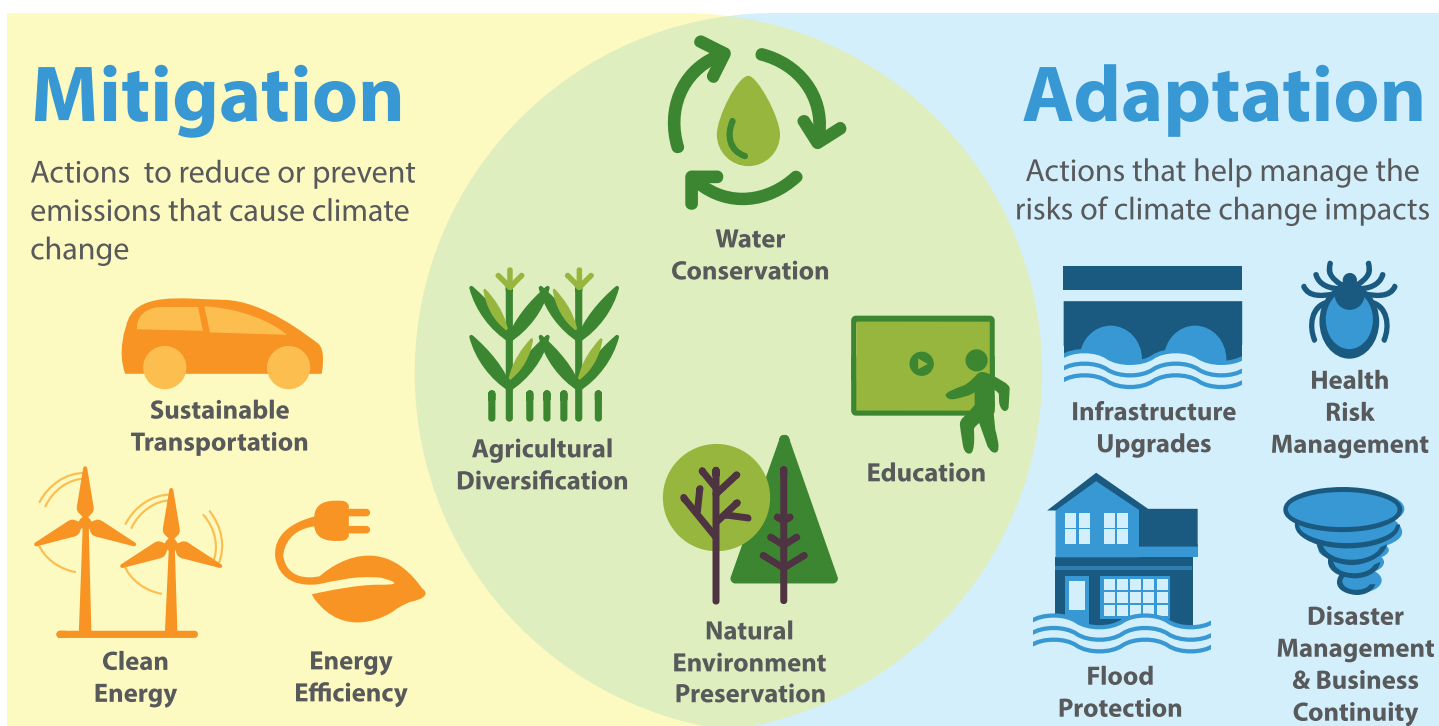 Mitigation
Actions to reduce or prevent
emissions that cause climate
change
Sustainable
Transportation
Clean
Energy
Energy
Efficiency
Water
Conservation
Agricultural
Diversification
Education
Natural
Environment
Preservation
Adaptation
Actions that help manage the
risks of climate change impacts
Infrastructure
Upgrades
Health
Risk
Management
Flood
Protection
Disaster
Management
& Business
Continuity